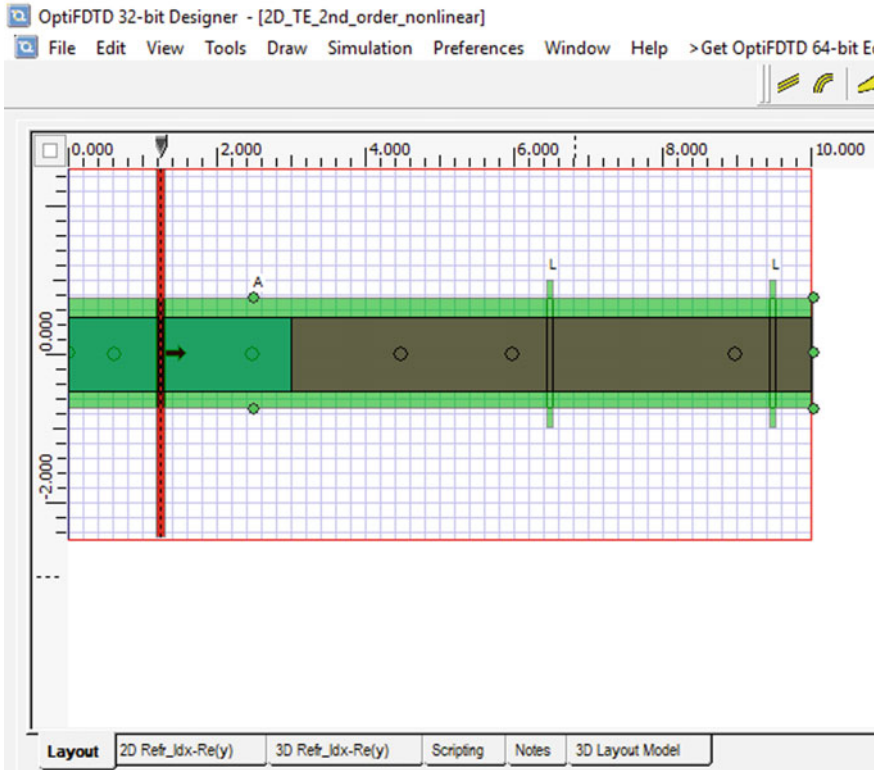 OptiFDTD 32-bit Designer - [2D_TE_2nd_order_nonlinear]
File Edit View Tools Draw Simulation Preferences Window Help >Get OptiFDTD 64-bit
0.000 2.000 4.000 6.000 8.000 10.000
L L
A
0.000
-2.000
Layout 2D Refr_Idx-Re(y) 3D Refr_Idx-Re(y) Scripting Notes 3D Layout Model